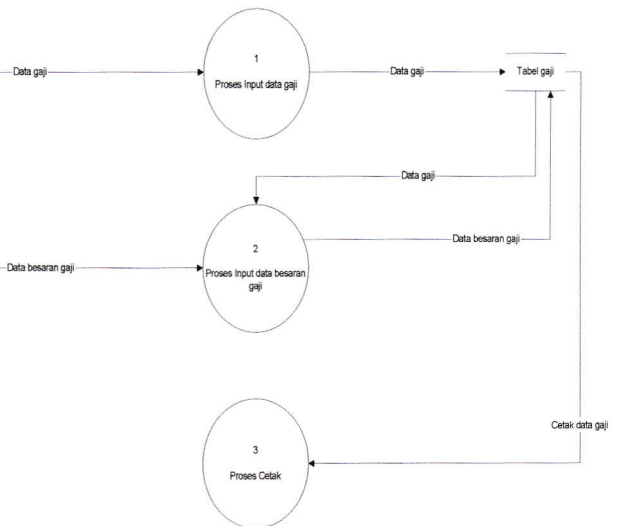 1
Proses Input data gaji
Data gaji
Data gaji
Tabel gaji
Data gaji
2
Proses Input data besaran
gaji
Data besaran gaji
Data besaran gaji
Cetak data gaji
3
Proses Cetak